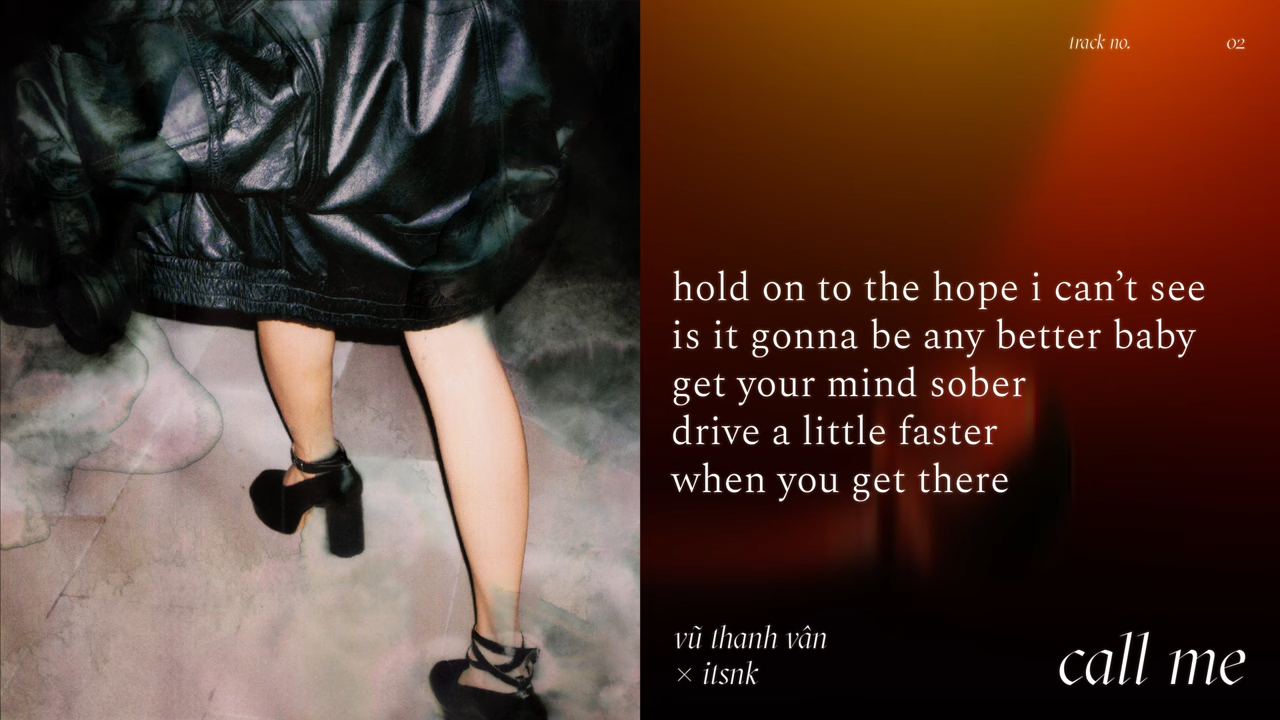 track no. 02
hold on to the hope i can’t see
is it gonna be any better baby
get your mind sober
drive a little faster
when you get there
vũ thanh vân
× itsnk
call me